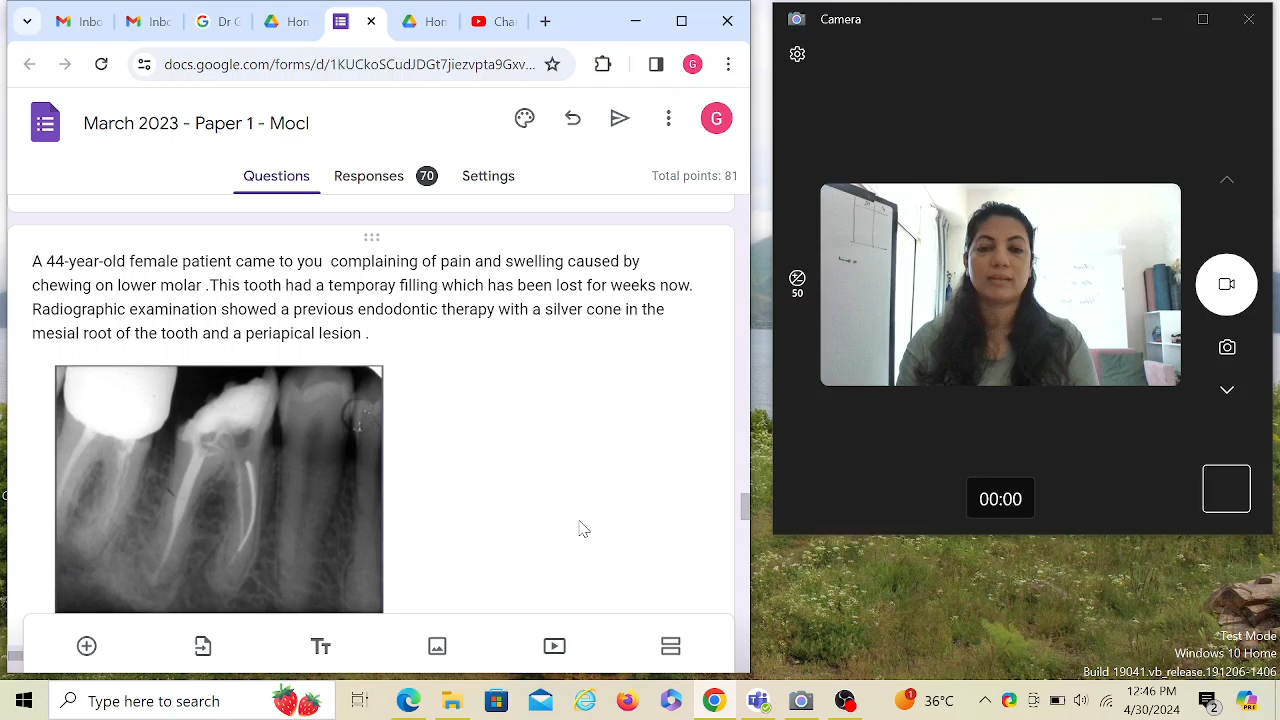 Inbo
Inbo
Dr G
Hon
Hon
Cha
docs.google.com/forms/d/1KUCkoSCudJDGt7jiezvpta9Gxv...
G
March 2023 - Paper 1 - Mocl
G
Questions
Responses
70
Settings
Total points: 81
A 44-year-old female patient came to you complaining of pain and swelling caused by
chewing on lower molar .This tooth had a temporay filling which has been lost for weeks now.
Radiographic examination showed a previous endodontic therapy with a silver cone in the
mesial root of the tooth and a periapical lesion .
Tт
Camera
50
00:00
Test Mode
Windows 10 Home
Build 19041.vb_release.191206-1406
Type here to search
1
36°C
PRE
12:46 PM
4/30/2024
2